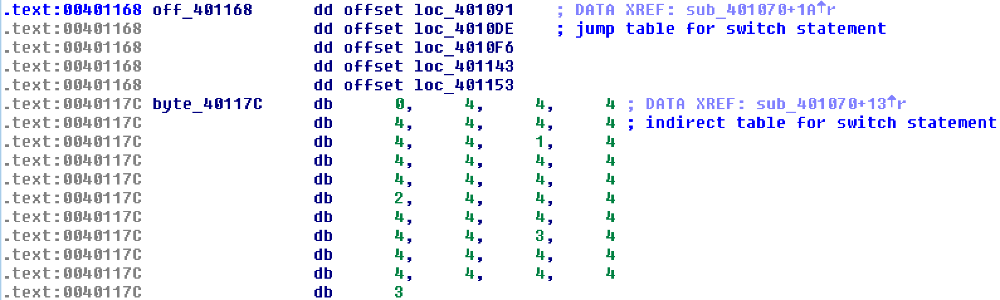 .text:00401168 off_401168 dd offset loc_401091 ; DATA XREF: sub_401070+1A↑r
.text:00401168 dd offset loc_4010DE ; jump table for switch statement
.text:00401168 dd offset loc_4010F6
.text:00401168 dd offset loc_401143
.text:00401168 dd offset loc_401153
.text:0040117C byte_40117C db 0, 4, 4, 4 ; DATA XREF: sub_401070+13↑r
.text:0040117C db 4, 4, 4, 4 ; indirect table for switch statement
.text:0040117C db 4, 4, 1, 4
.text:0040117C db 4, 4, 4, 4
.text:0040117C db 4, 4, 4, 4
.text:0040117C db 2, 4, 4, 4
.text:0040117C db 4, 4, 4, 4
.text:0040117C db 4, 4, 3, 4
.text:0040117C db 4, 4, 4, 4
.text:0040117C db 4, 4, 4, 4
.text:0040117C db 3